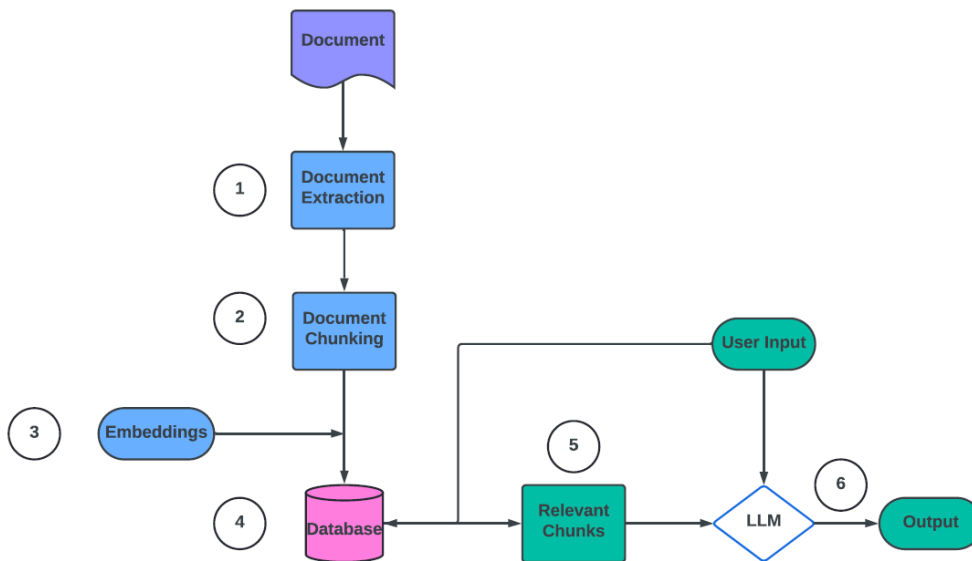 Document
1
Document
Extraction
2
Document
Chunking
User Input
3
Embeddings
5
6
4
Database
Relevant
Chunks
LLM
Output